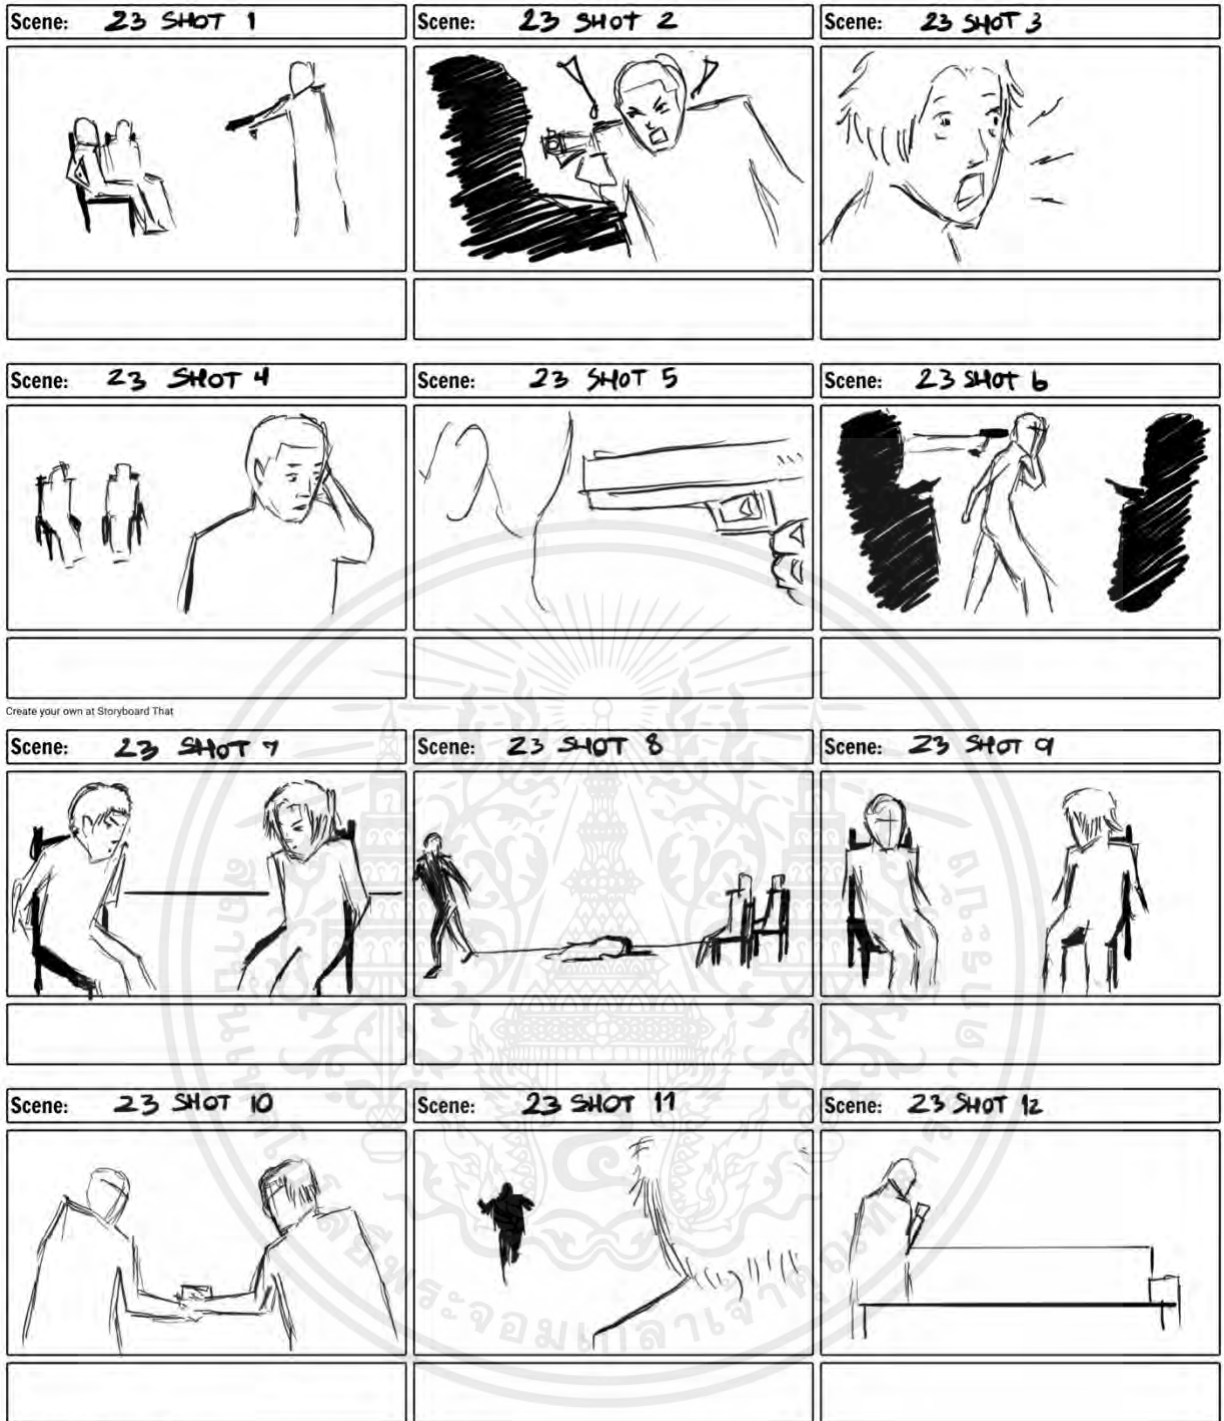 Scene: 23 SHOT 1
Scene: 23 SHOT 2
Scene: 23 SHOT 3
Scene: 23 SHOT 4
Scene: 23 SHOT 5
Scene: 23 SHOT 6
Create your own at Storyboard That
Scene: 23 SHOT 7
Scene: 23 SHOT 8
Scene: 23 SHOT 9
Scene: 23 SHOT 10
Scene: 23 SHOT 11
Scene: 23 SHOT 12